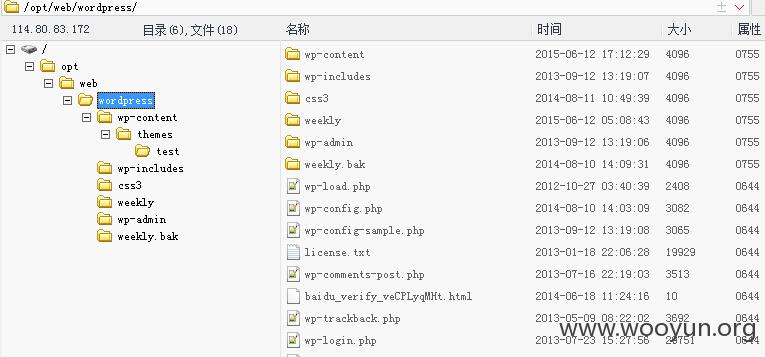 /opt/web/wordpress/
114.80.83.172 目录(6),文件(18) 名称 时间 大小 属性
/
opt
web
wordpress
wp-content
themes
test
wp-includes
css3
weekly
wp-admin
weekly.bak
wp-content 2015-06-12 17:12:29 4096 0755
wp-includes 2013-09-12 13:19:07 4096 0755
css3 2014-08-11 10:49:39 4096 0755
weekly 2015-06-12 05:08:43 4096 0755
wp-admin 2013-09-12 13:19:06 4096 0755
weekly.bak 2014-08-10 14:09:31 4096 0755
wp-load.php 2012-10-27 03:40:39 2408 0644
wp-config.php 2014-08-10 14:03:09 3082 0644
wp-config-sample.php 2013-09-12 13:19:08 3065 0644
license.txt 2013-01-18 22:06:28 19929 0644
wp-comments-post.php 2013-07-16 22:19:03 3513 0644
baidu_verify_veCPLyqMHt.html 2014-06-18 11:24:16 10 0644
wp-trackback.php 2013-05-09 08:22:02 3692 0644
wp-login.php 2013-07-23 15:27:56 0644
www.wooyun.org